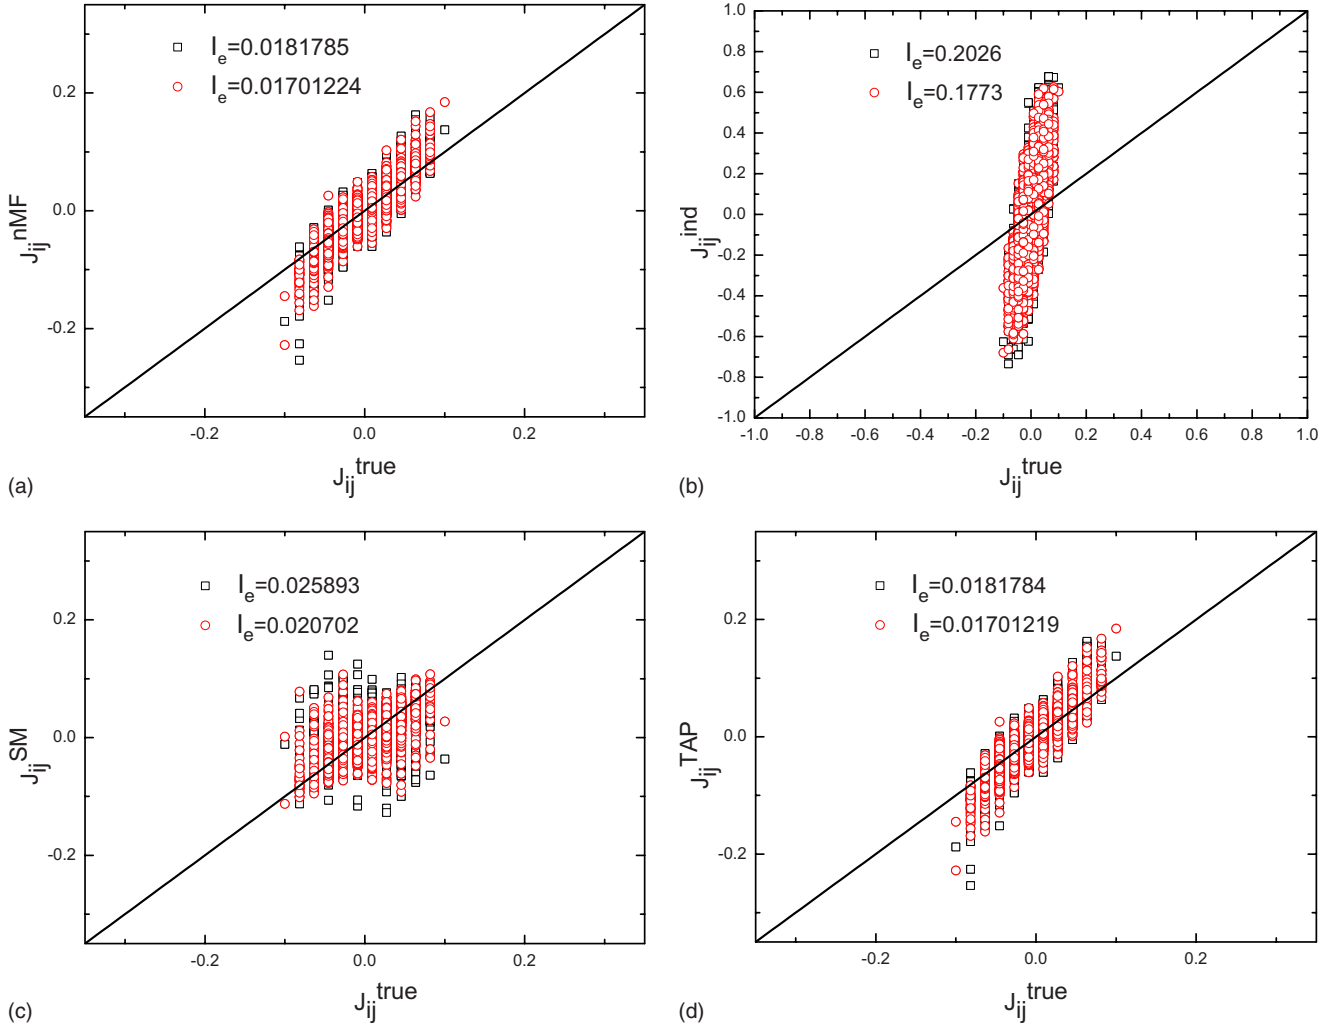 I_e=0.0181785
I_e=0.01701224
0.2
0.0
-0.2
J_ij^nMF
-0.2 0.0 0.2
J_ij^true
(a)
1.0
0.8
0.6
0.4
0.2
0.0
-0.2
-0.4
-0.6
-0.8
-1.0
I_e=0.2026
I_e=0.1773
J_ij^ind
-1.0 -0.8 -0.6 -0.4 -0.2 0.0 0.2 0.4 0.6 0.8 1.0
J_ij^true
(b)
I_e=0.025893
I_e=0.020702
0.2
0.0
-0.2
J_ij^SM
-0.2 0.0 0.2
J_ij^true
(c)
I_e=0.0181784
I_e=0.01701219
0.2
0.0
-0.2
J_ij^TAP
-0.2 0.0 0.2
J_ij^true
(d)